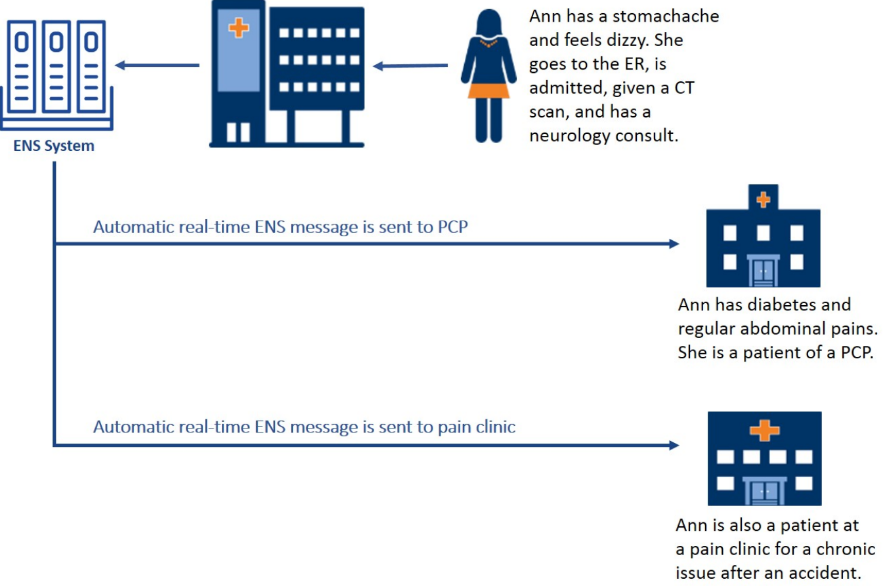 Ann has a stomachache
and feels dizzy. She
goes to the ER, is
admitted, given a CT
scan, and has a
neurology consult.
ENS System
Automatic real-time ENS message is sent to PCP
Ann has diabetes and
regular abdominal pains.
She is a patient of a PCP.
Automatic real-time ENS message is sent to pain clinic
Ann is also a patient at
a pain clinic for a chronic
issue after an accident.